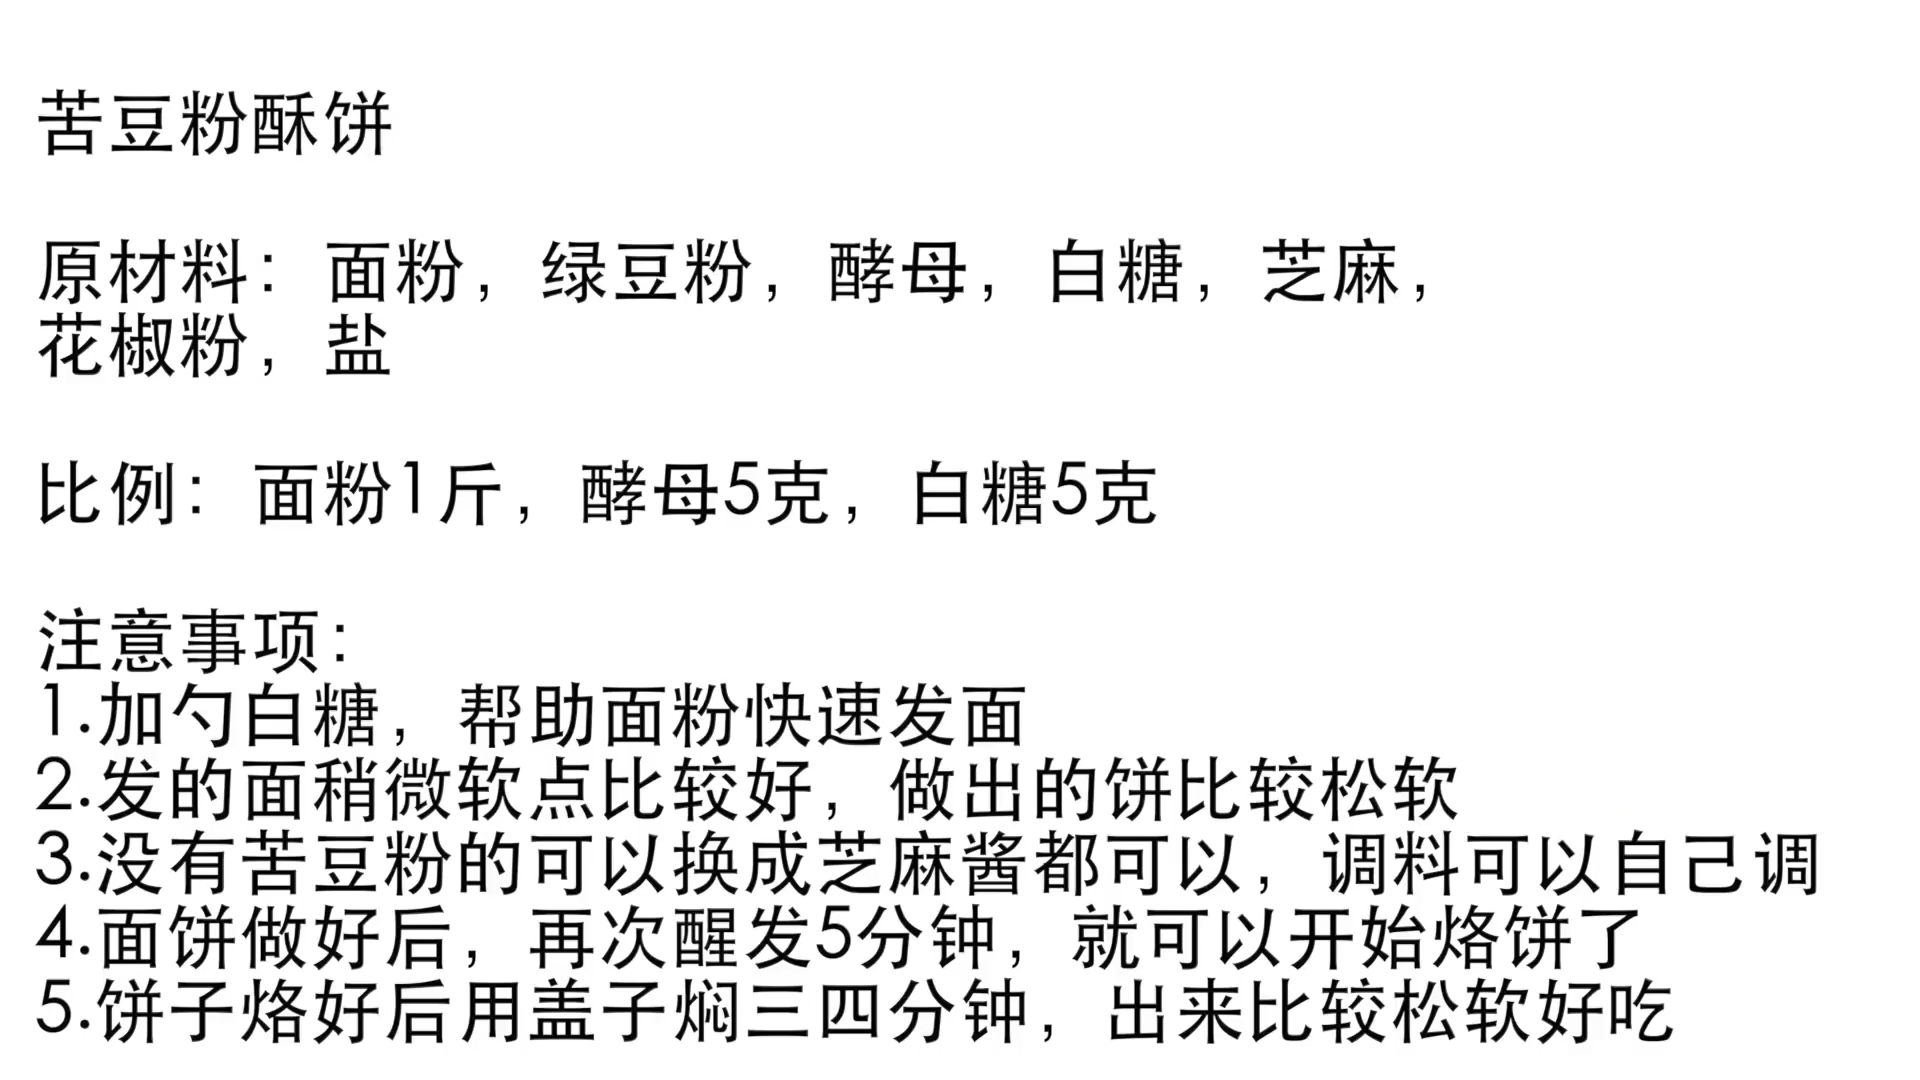 苦豆粉酥饼
原材料：面粉，绿豆粉，酵母，白糖，芝麻，
花椒粉，盐
比例：面粉1斤，酵母5克，白糖5克
注意事项：
1.加勺白糖，帮助面粉快速发面
2.发的面稍微软点比较好，做出的饼比较松软
3.没有苦豆粉的可以换成芝麻酱都可以，调料可以自己调
4.面饼做好后，再次醒发5分钟，就可以开始烙饼了
5.饼子烙好后用盖子焖三四分钟，出来比较松软好吃